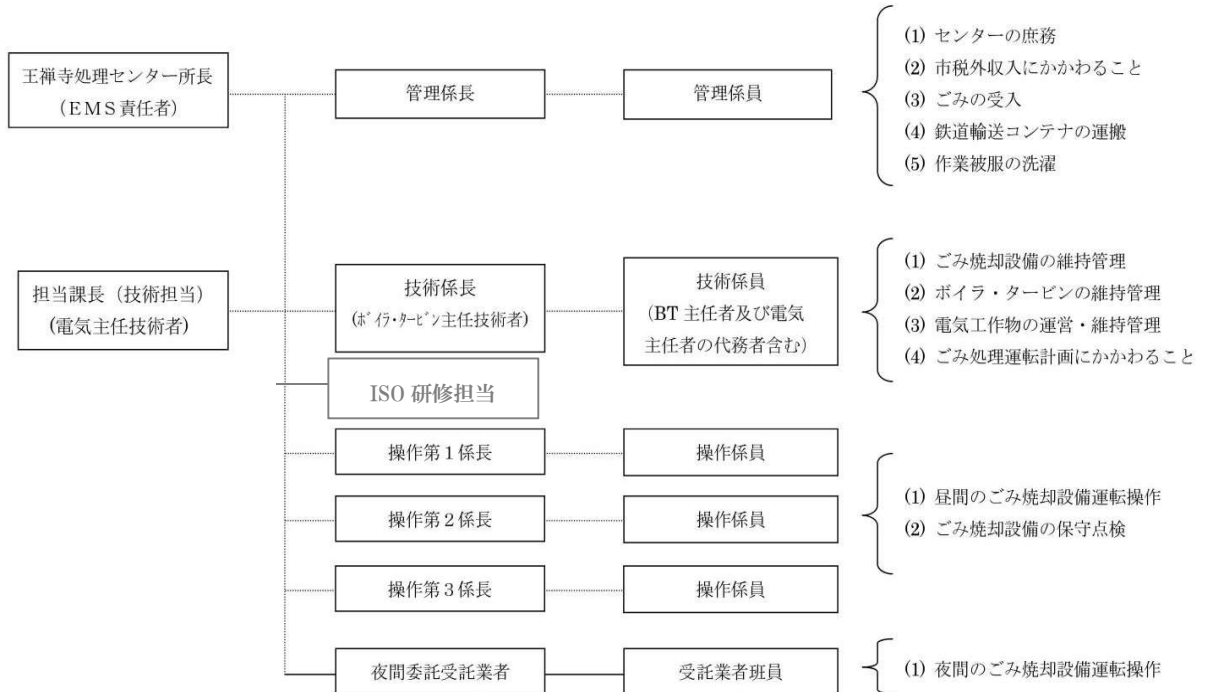 王禅寺処理センター所長
（ＥＭＳ責任者）
管理係長
管理係員
(1) センターの庶務
(2) 市税外収入にかかわること
(3) ごみの受入
(4) 鉄道輸送コンテナの運搬
(5) 作業被服の洗濯
担当課長（技術担当）
(電気主任技術者)
技術係長
(ﾎﾞｲﾗ･ﾀｰﾋﾞﾝ主任技術者)
技術係員
（BT 主任者及び電気
主任者の代務者含む）
(1) ごみ焼却設備の維持管理
(2) ボイラ・タービンの維持管理
(3) 電気工作物の運営・維持管理
(4) ごみ処理運転計画にかかわること
ISO 研修担当
操作第１係長
操作係員
操作第２係長
操作係員
操作第３係長
操作係員
(1) 昼間のごみ焼却設備運転操作
(2) ごみ焼却設備の保守点検
夜間委託受託業者
受託業者班員
(1) 夜間のごみ焼却設備運転操作